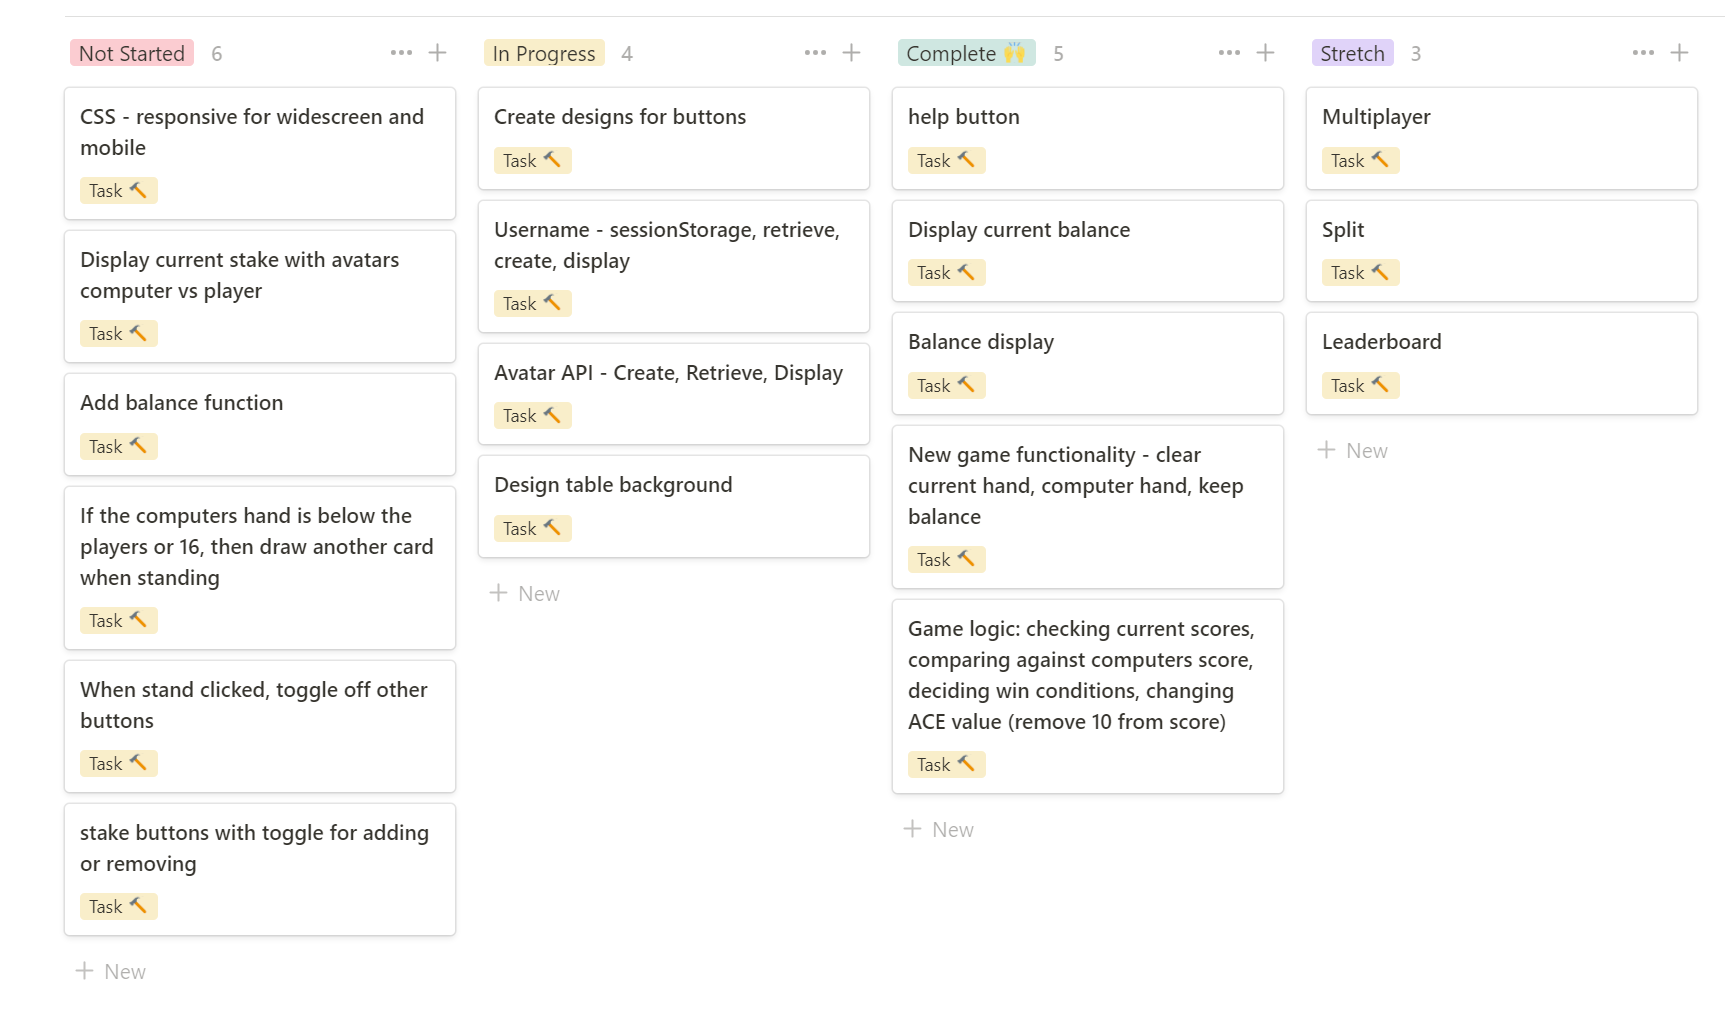 Not Started 6
CSS - responsive for widescreen and
mobile
Task 🔨
Display current stake with avatars
computer vs player
Task 🔨
Add balance function
Task 🔨
If the computers hand is below the
players or 16, then draw another card
when standing
Task 🔨
When stand clicked, toggle off other
buttons
Task 🔨
stake buttons with toggle for adding
or removing
Task 🔨
+ New
In Progress 4
Create designs for buttons
Task 🔨
Username - sessionStorage, retrieve,
create, display
Task 🔨
Avatar API - Create, Retrieve, Display
Task 🔨
Design table background
Task 🔨
+ New
Complete 🙌 5
help button
Task 🔨
Display current balance
Task 🔨
Balance display
Task 🔨
New game functionality - clear
current hand, computer hand, keep
balance
Task 🔨
Game logic: checking current scores,
comparing against computers score,
deciding win conditions, changing
ACE value (remove 10 from score)
Task 🔨
+ New
Stretch 3
Multiplayer
Task 🔨
Split
Task 🔨
Leaderboard
Task 🔨
+ New